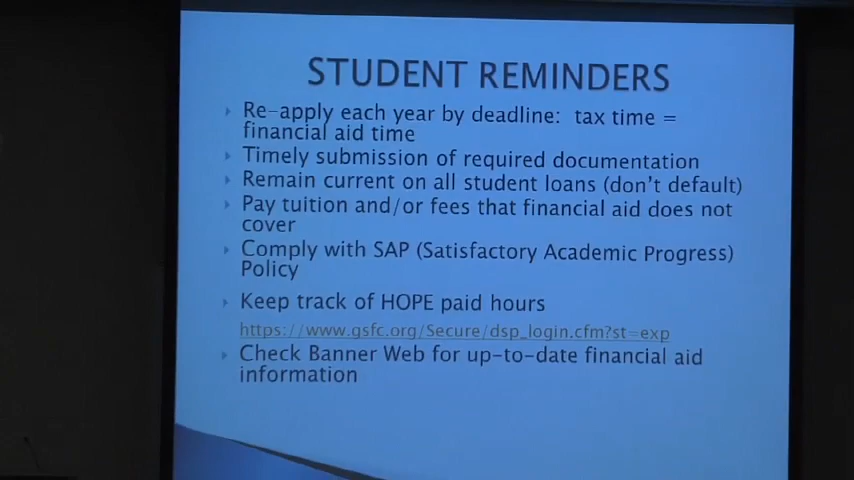 STUDENT REMINDERS
Re-apply each year by deadline: tax time =
financial aid time
Timely submission of required documentation
Remain current on all student loans (don't default)
Pay tuition and/or fees that financial aid does not
cover
Comply with SAP (Satisfactory Academic Progress)
Policy
Keep track of HOPE paid hours
https://www.gsfc.org/Secure/dsp_login.cfm?st=exp
Check Banner Web for up-to-date financial aid
information